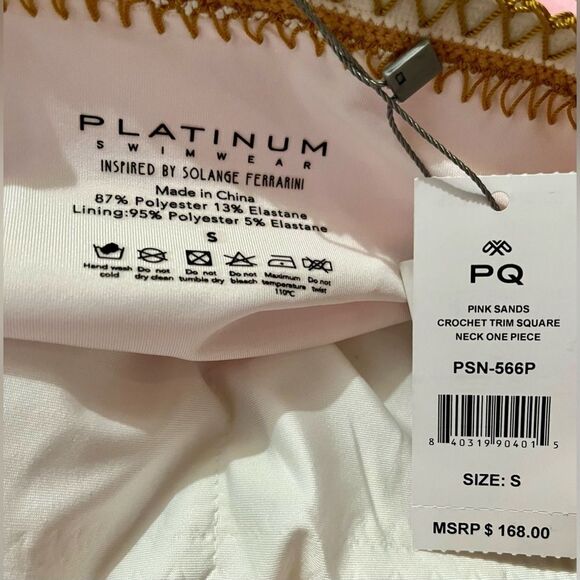 PLATINUM
SWIMWEAR
INSPIRED BY SOLANGE FERRARINI
Made in China
87% Polyester 13% Elastane
Lining:95% Polyester 5% Elastane
S
Hand wash cold
Do not dry clean
Do not tumble dry
Do not bleach
Maximum temperature 110°C
Do not twist
PQ
PINK SANDS
CROCHET TRIM SQUARE
NECK ONE PIECE
PSN-566P
8 40319 90401 5
SIZE: S
MSRP $ 168.00